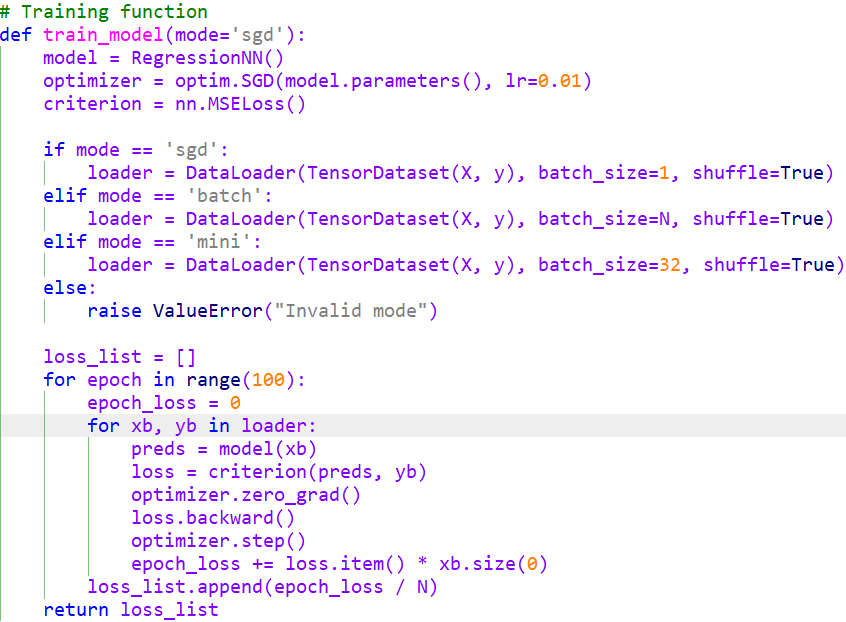 # Training function
def train_model(mode='sgd'):
    model = RegressionNN()
    optimizer = optim.SGD(model.parameters(), lr=0.01)
    criterion = nn.MSELoss()

    if mode == 'sgd':
        loader = DataLoader(TensorDataset(X, y), batch_size=1, shuffle=True)
    elif mode == 'batch':
        loader = DataLoader(TensorDataset(X, y), batch_size=N, shuffle=True)
    elif mode == 'mini':
        loader = DataLoader(TensorDataset(X, y), batch_size=32, shuffle=True)
    else:
        raise ValueError("Invalid mode")

    loss_list = []
    for epoch in range(100):
        epoch_loss = 0
        for xb, yb in loader:
            preds = model(xb)
            loss = criterion(preds, yb)
            optimizer.zero_grad()
            loss.backward()
            optimizer.step()
            epoch_loss += loss.item() * xb.size(0)
        loss_list.append(epoch_loss / N)
    return loss_list